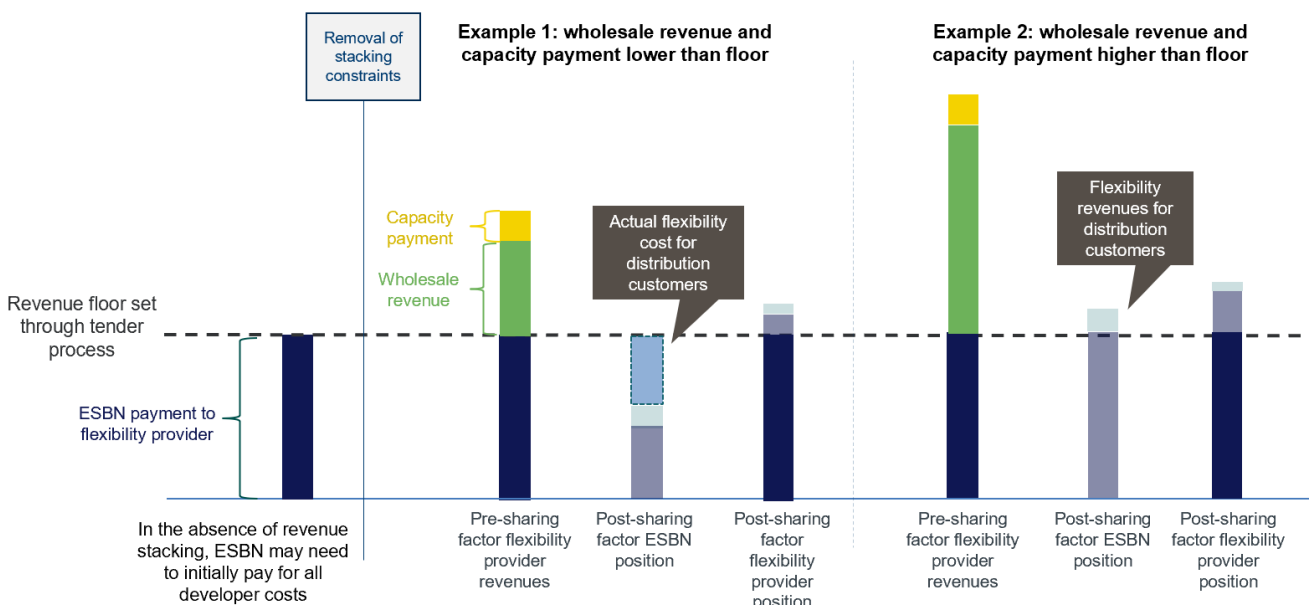 Removal of
stacking
constraints
Example 1: wholesale revenue and
capacity payment lower than floor
Example 2: wholesale revenue and
capacity payment higher than floor
Capacity
payment
Wholesale
revenue
Actual flexibility
cost for
distribution
customers
Flexibility
revenues for
distribution
customers
Revenue floor set
through tender
process
ESBN payment to
flexibility provider
In the absence of revenue
stacking, ESBN may need
to initially pay for all
developer costs
Pre-sharing
factor flexibility
provider
revenues
Post-sharing
factor ESBN
position
Post-sharing
factor
flexibility
provider
position
Pre-sharing
factor flexibility
provider revenues
Post-sharing
factor ESBN
position
Post-sharing
factor flexibility
provider
position